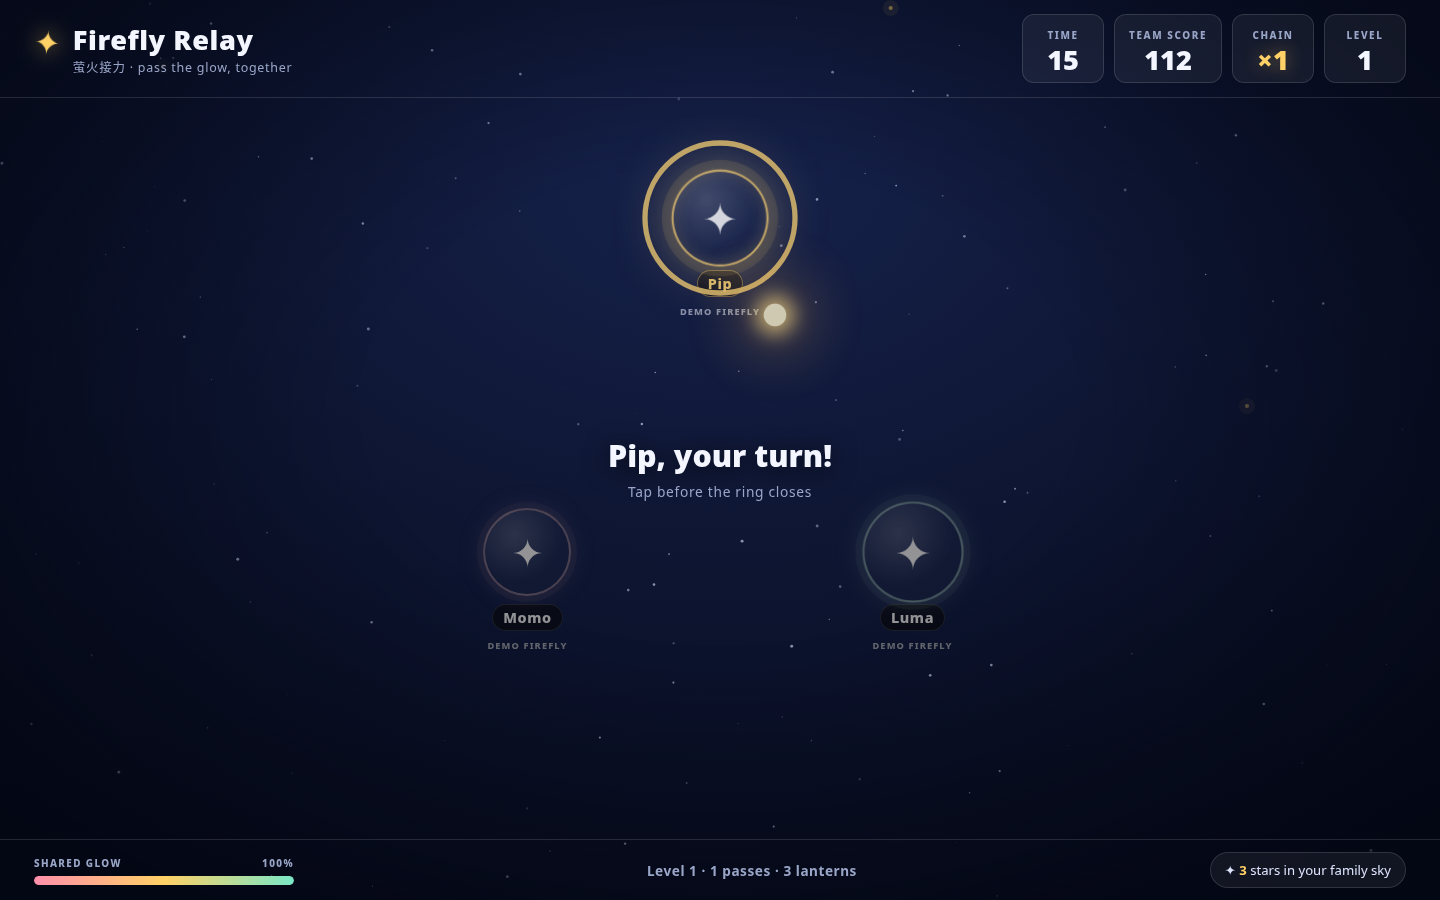 Firefly Relay
萤火接力 · pass the glow, together
TIME
15
TEAM SCORE
112
CHAIN
×1
LEVEL
1
Pip
DEMO FIREFLY
Pip, your turn!
Tap before the ring closes
Momo
DEMO FIREFLY
Luma
DEMO FIREFLY
SHARED GLOW 100%
Level 1 · 1 passes · 3 lanterns
✦ 3 stars in your family sky